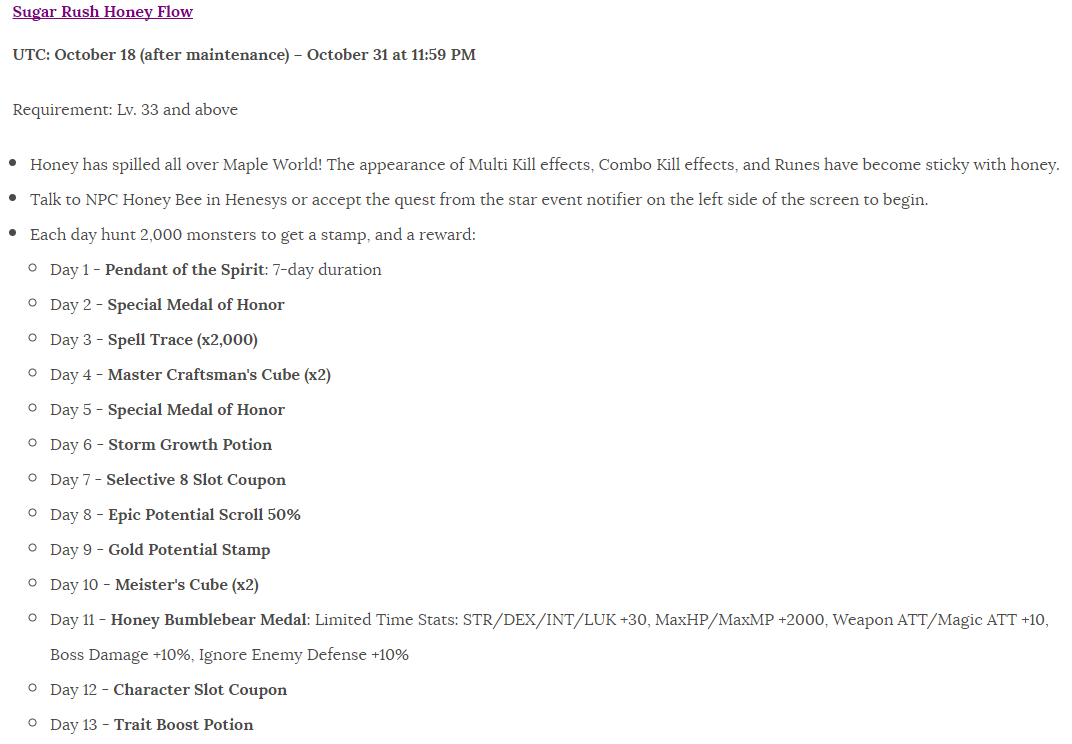 Sugar Rush Honey Flow
UTC: October 18 (after maintenance) – October 31 at 11:59 PM
Requirement: Lv. 33 and above
Honey has spilled all over Maple World! The appearance of Multi Kill effects, Combo Kill effects, and Runes have become sticky with honey.
Talk to NPC Honey Bee in Henesys or accept the quest from the star event notifier on the left side of the screen to begin.
Each day hunt 2,000 monsters to get a stamp, and a reward:
Day 1 - Pendant of the Spirit: 7-day duration
Day 2 - Special Medal of Honor
Day 3 - Spell Trace (x2,000)
Day 4 - Master Craftsman's Cube (x2)
Day 5 - Special Medal of Honor
Day 6 - Storm Growth Potion
Day 7 - Selective 8 Slot Coupon
Day 8 - Epic Potential Scroll 50%
Day 9 - Gold Potential Stamp
Day 10 - Meister's Cube (x2)
Day 11 - Honey Bumblebear Medal: Limited Time Stats: STR/DEX/INT/LUK +30, MaxHP/MaxMP +2000, Weapon ATT/Magic ATT +10,
Boss Damage +10%, Ignore Enemy Defense +10%
Day 12 - Character Slot Coupon
Day 13 - Trait Boost Potion